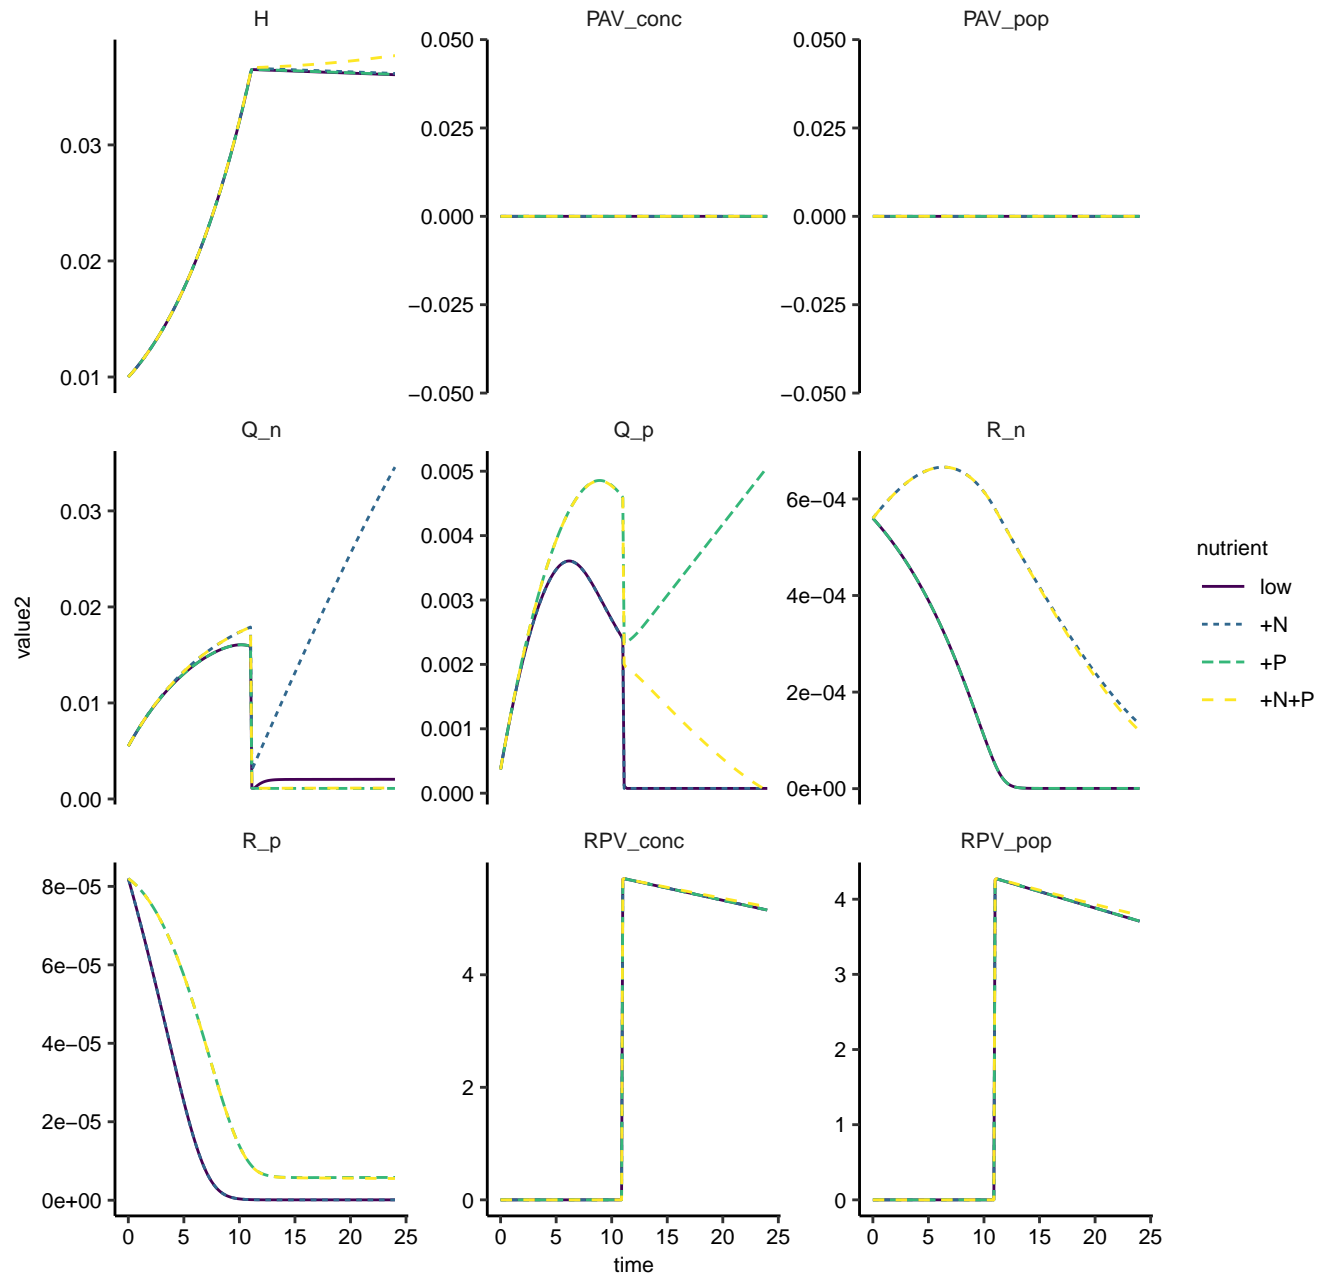 H PAV_conc PAV_pop
0.03
0.02
0.01
0.050
0.025
0.000
−0.025
−0.050
0.050
0.025
0.000
−0.025
−0.050
Q_n Q_p R_n
0.03
0.02
0.01
0.00
0.005
0.004
0.003
0.002
0.001
0.000
6e−04
4e−04
2e−04
0e+00
R_p RPV_conc RPV_pop
8e−05
6e−05
4e−05
2e−05
0e+00
4
2
0
4
3
2
1
0
0 5 10 15 20 25 0 5 10 15 20 25 0 5 10 15 20 25
time
value2
nutrient
low
+N
+P
+N+P